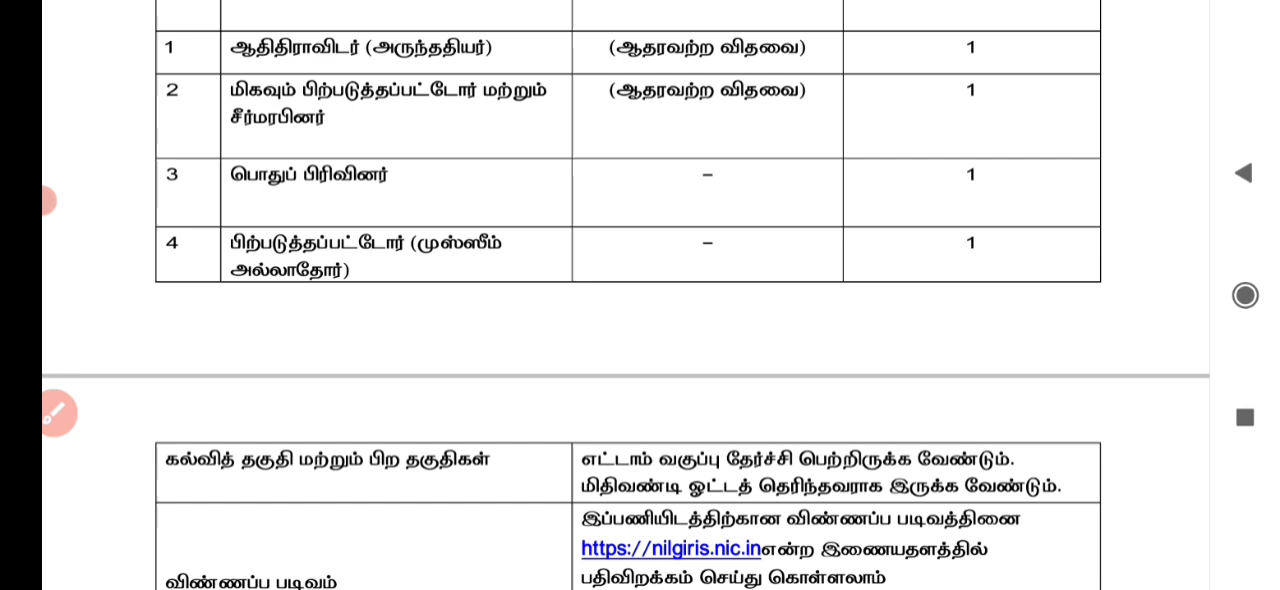 1 ஆதிதிராவிடர் (அருந்ததியர்) (ஆதரவற்ற விதவை) 1
2 மிகவும் பிற்படுத்தப்பட்டோர் மற்றும் (ஆதரவற்ற விதவை) 1
சீர்மரபினர்
3 பொதுப் பிரிவினர் – 1
4 பிற்படுத்தப்பட்டோர் (முஸ்லீம் – 1
அல்லாதோர்)
கல்வித் தகுதி மற்றும் பிற தகுதிகள் எட்டாம் வகுப்பு தேர்ச்சி பெற்றிருக்க வேண்டும்.
மிதிவண்டி ஓட்டத் தெரிந்தவராக இருக்க வேண்டும்.
இப்பணியிடத்திற்கான விண்ணப்ப படிவத்தினை
https://nilgiris.nic.inஎன்ற இணையதளத்தில்
விண்ணப்ப படிவம் பதிவிறக்கம் செய்து கொள்ளலாம்